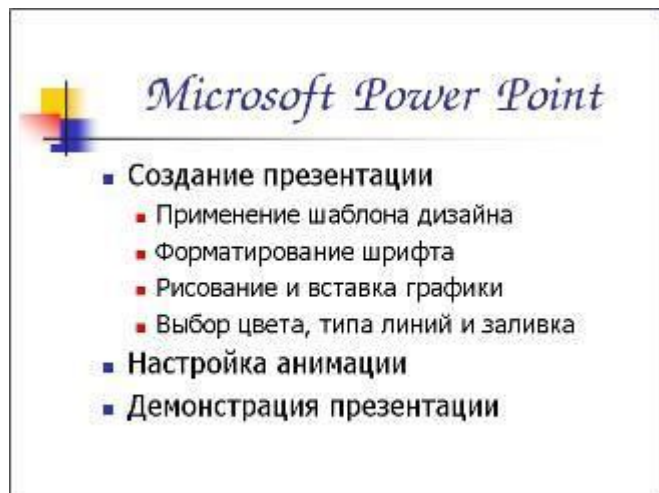 Microsoft Power Point
Создание презентации
Применение шаблона дизайна
Форматирование шрифта
Рисование и вставка графики
Выбор цвета, типа линий и заливка
Настройка анимации
Демонстрация презентации